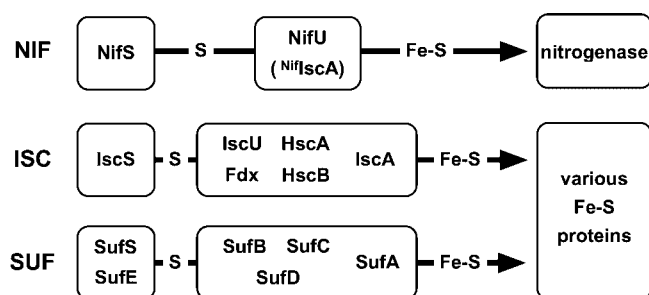 NIF NifS S NifU Fe-S nitrogenase
(NifIscA)
ISC IscS S IscU HscA IscA Fe-S
Fdx HscB
various
Fe-S
proteins
SUF SufS S SufB SufC SufA Fe-S
SufE SufD